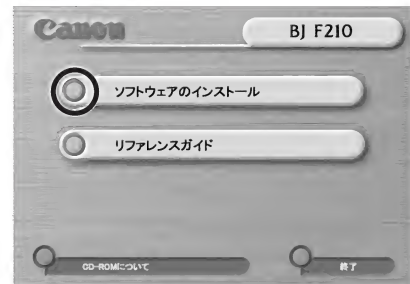 Canon
BJ F210
ソフトウェアのインストール
リファレンスガイド
CD-ROMについて
終了